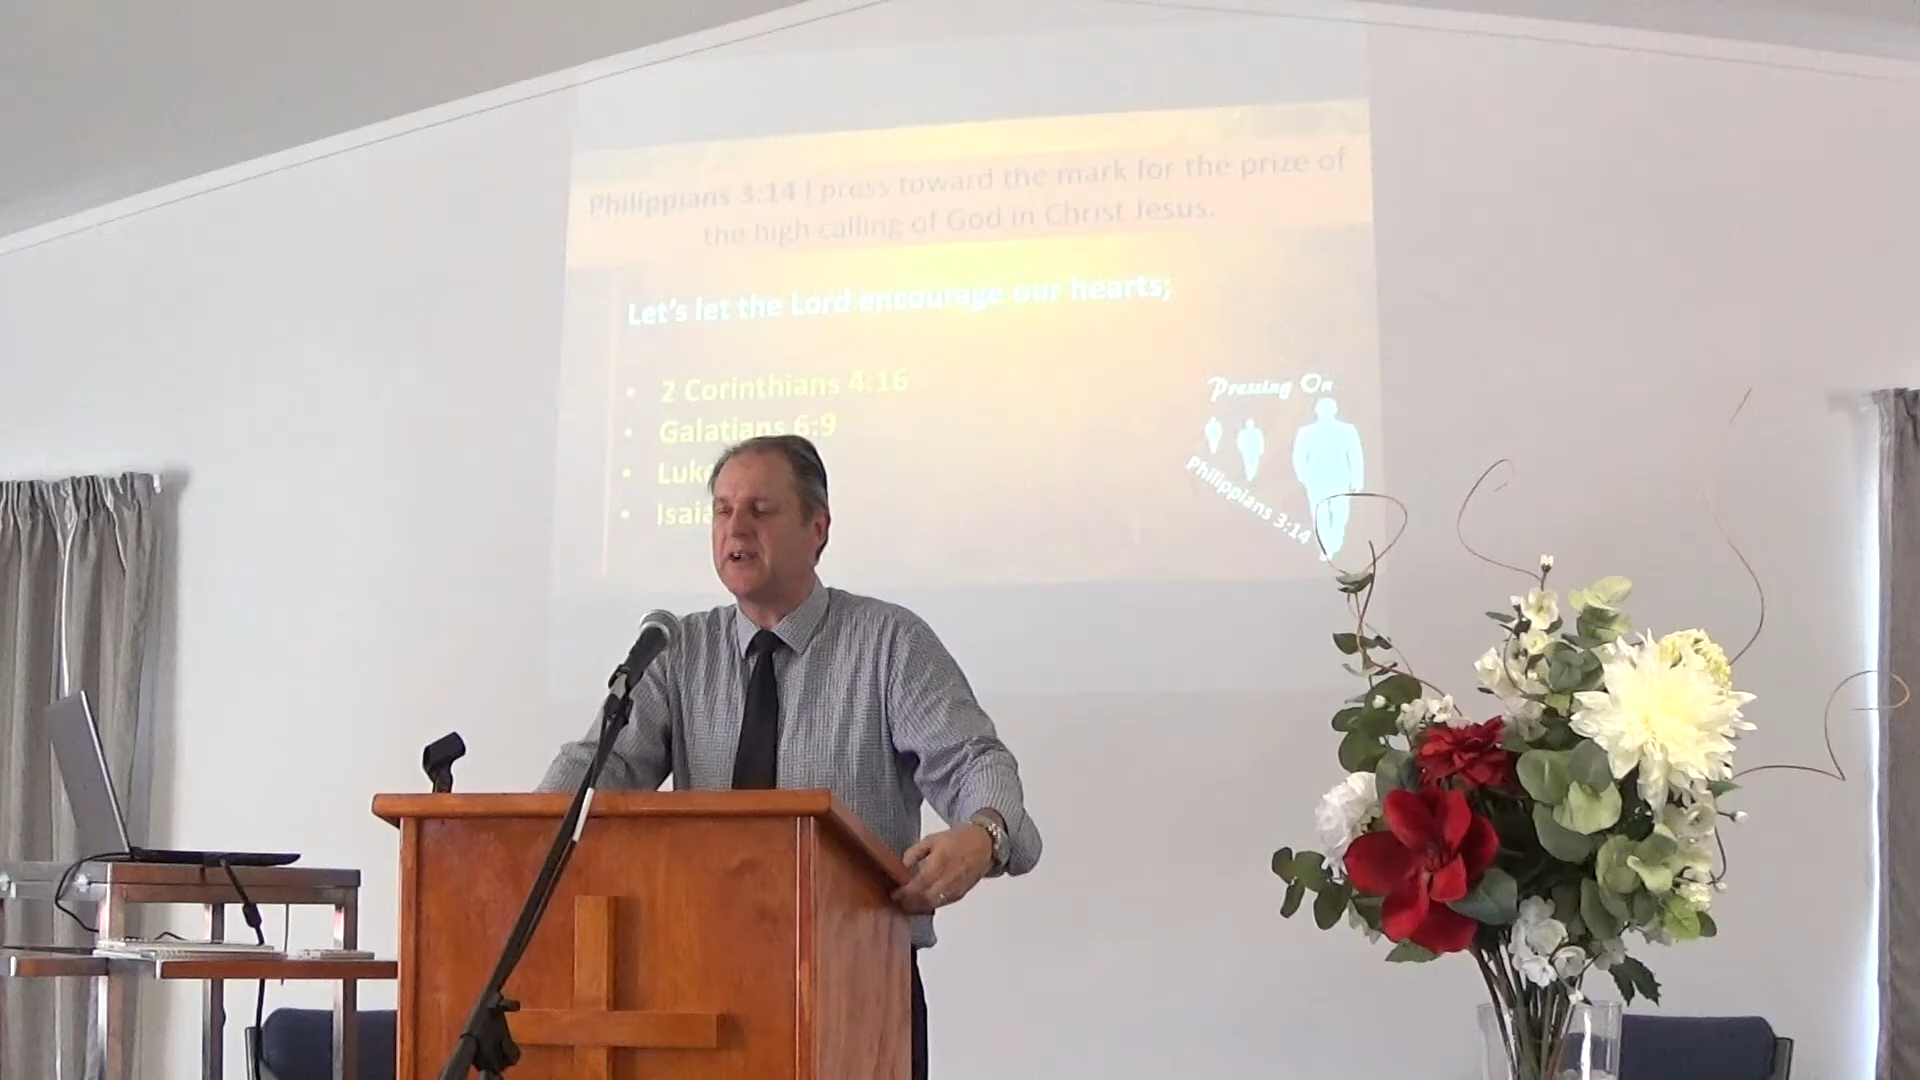 Philippians 3:14 I press toward the mark for the prize of
the high calling of God in Christ Jesus.
Let's let the Lord encourage our hearts;
• 2 Corinthians 4:16
• Galatians 6:9
• Luke
•
Pressing On
Philippians 3:14